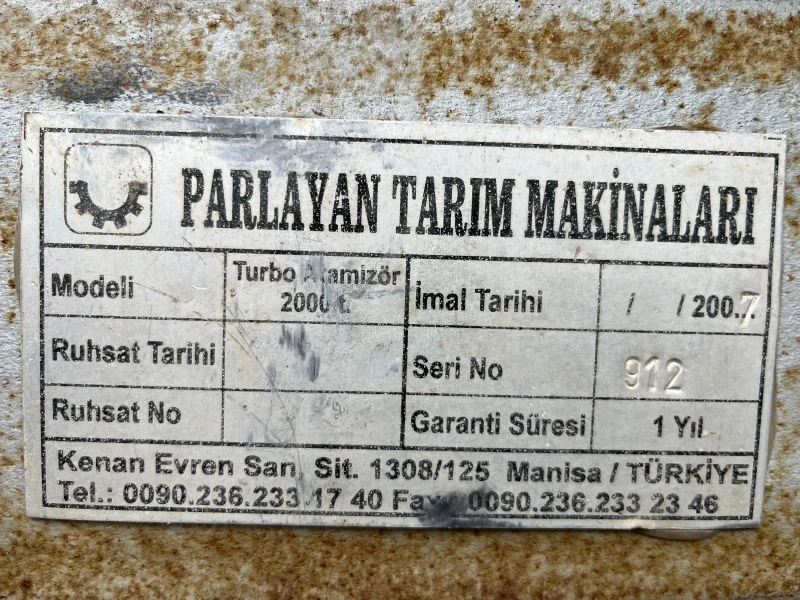 PARLAYAN TARIM MAKİNALARI
Modeli
Turbo Atamizör
2000 t.
İmal Tarihi
/ / 200.7.
Ruhsat Tarihi
Seri No
912
Ruhsat No
Garanti Süresi
1 Yıl
Kenan Evren San. Sit. 1308/125 Manisa / TÜRKİYE
Tel.: 0090.236.233 17 40 Fax: 0090.236.233 23 46